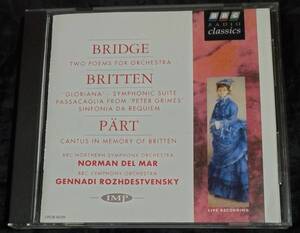 BRIDGE
TWO POEMS FOR ORCHESTRA
BRITTEN
'GLORIANA' - SYMPHONIC SUITE
PASSACAGLIA FROM 'PETER GRIMES'
SINFONIA DA REQUIEM
PÄRT
CANTUS IN MEMORY OF BRITTEN
BBC NORTHERN SYMPHONY ORCHESTRA
NORMAN DEL MAR
BBC SYMPHONY ORCHESTRA
GENNADI ROZHDESTVENSKY
IMP
BBC
RADIO
classics
LIVE RECORDING